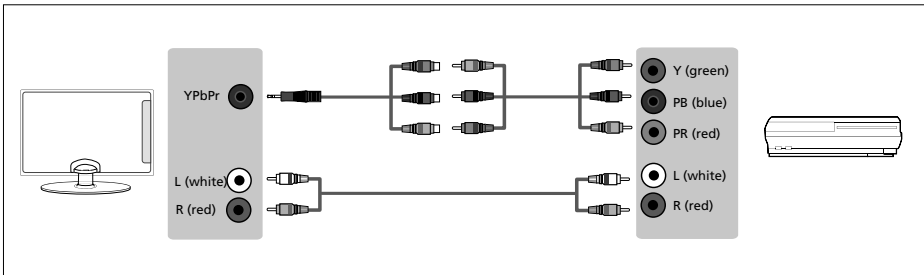 YPbPr
L (white)
R (red)
Y (green)
PB (blue)
PR (red)
L (white)
R (red)